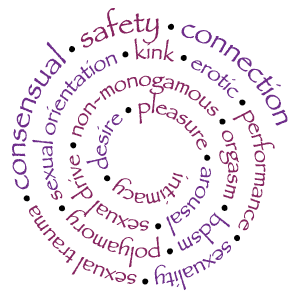 intimacy • desire • pleasure • arousal • sexual drive • non-monogamous • orgasm • bdsm • polyamory • sexual orientation • kink • erotic • performance • sexuality • sexual trauma • consensual • safety • connection